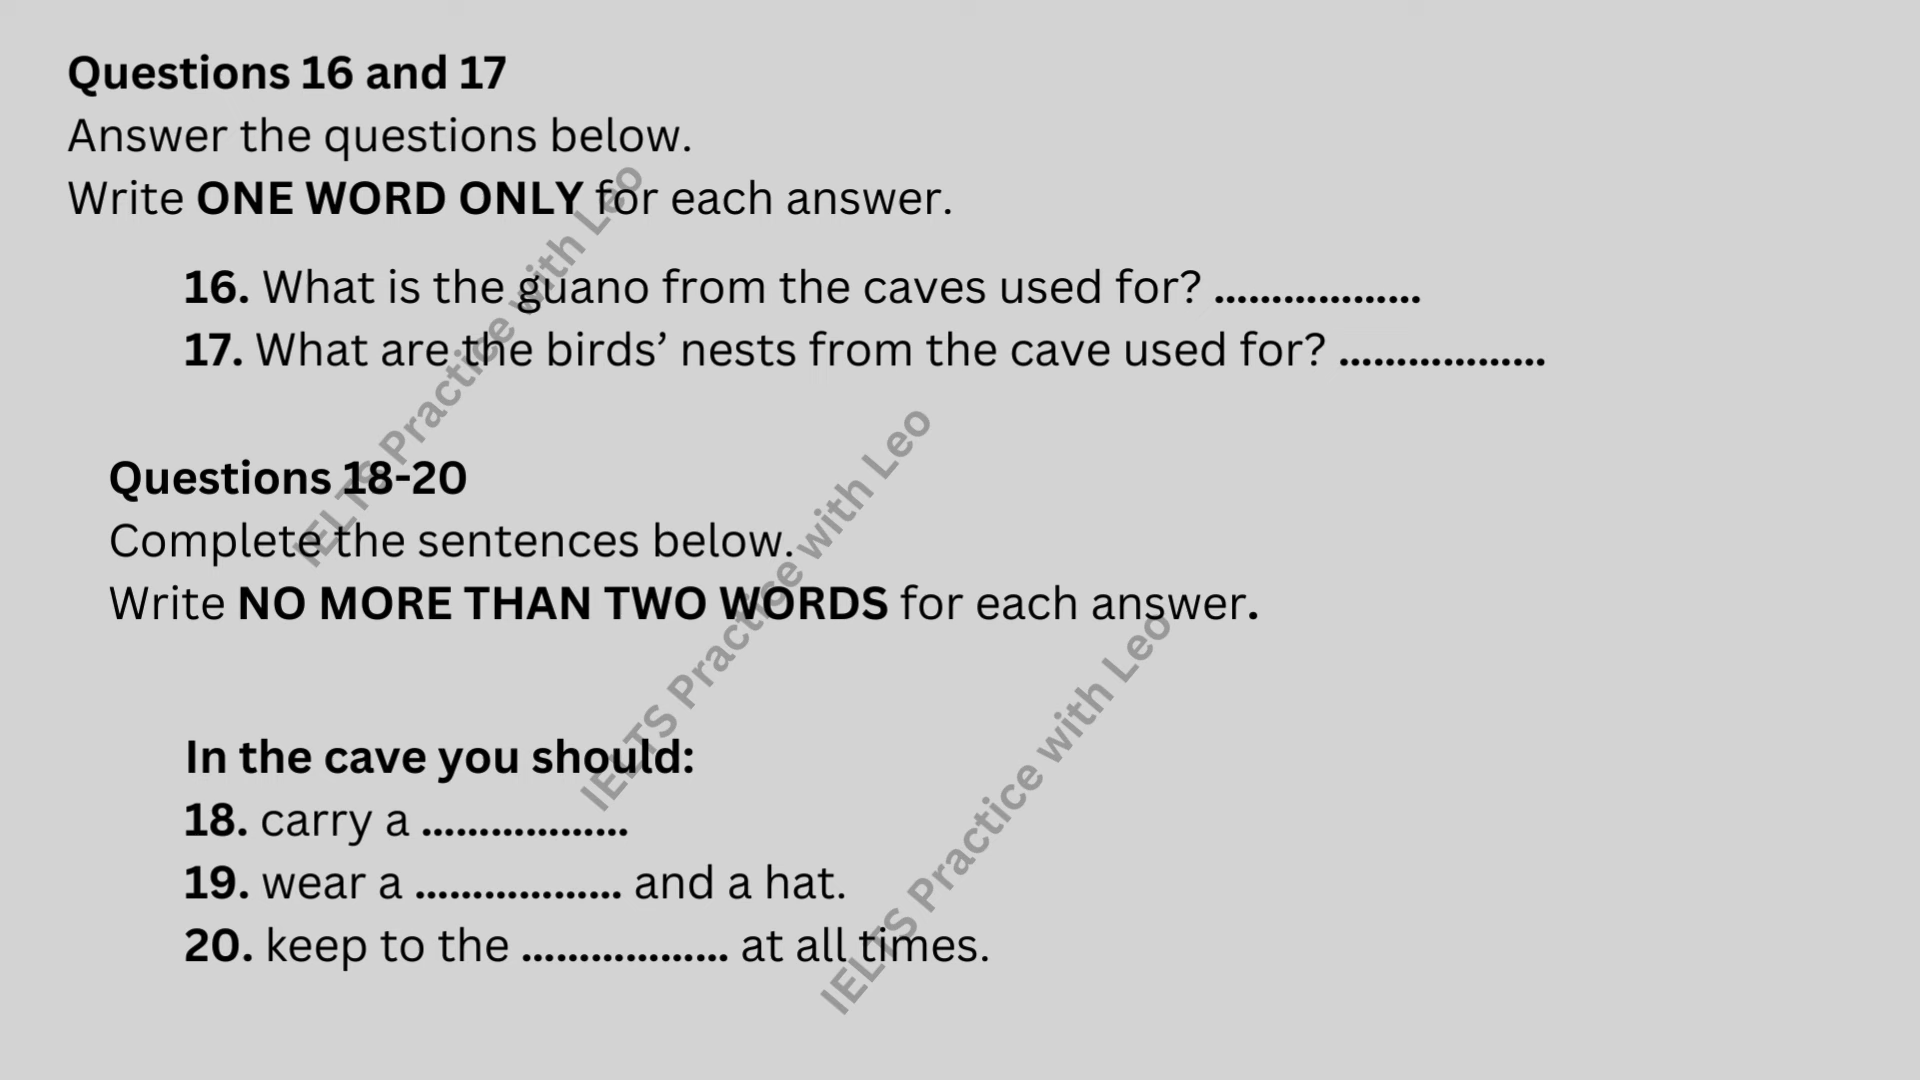 Questions 16 and 17
Answer the questions below.
Write ONE WORD ONLY for each answer.
16. What is the guano from the caves used for? ..................
17. What are the birds’ nests from the cave used for? ..................
Questions 18-20
Complete the sentences below.
Write NO MORE THAN TWO WORDS for each answer.
In the cave you should:
18. carry a ..................
19. wear a .................. and a hat.
20. keep to the .................. at all times.
IELTS Practice with Leo
IELTS Practice with Leo
IELTS Practice with Leo